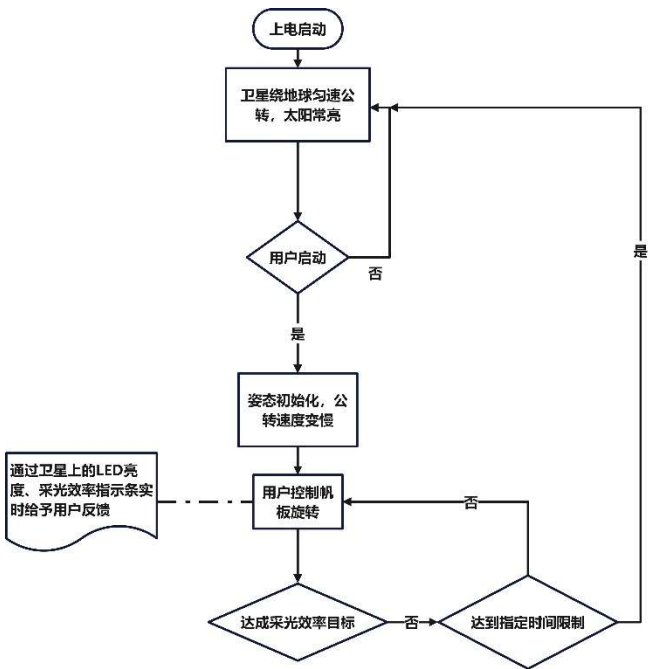 上电启动
卫星绕地球匀速公
转，太阳常亮
用户启动
否
是
是
姿态初始化，公
转速度变慢
通过卫星上的LED亮
度、采光效率指示条实
时给予用户反馈
用户控制帆
板旋转
否
达成采光效率目标
否
达到指定时间限制